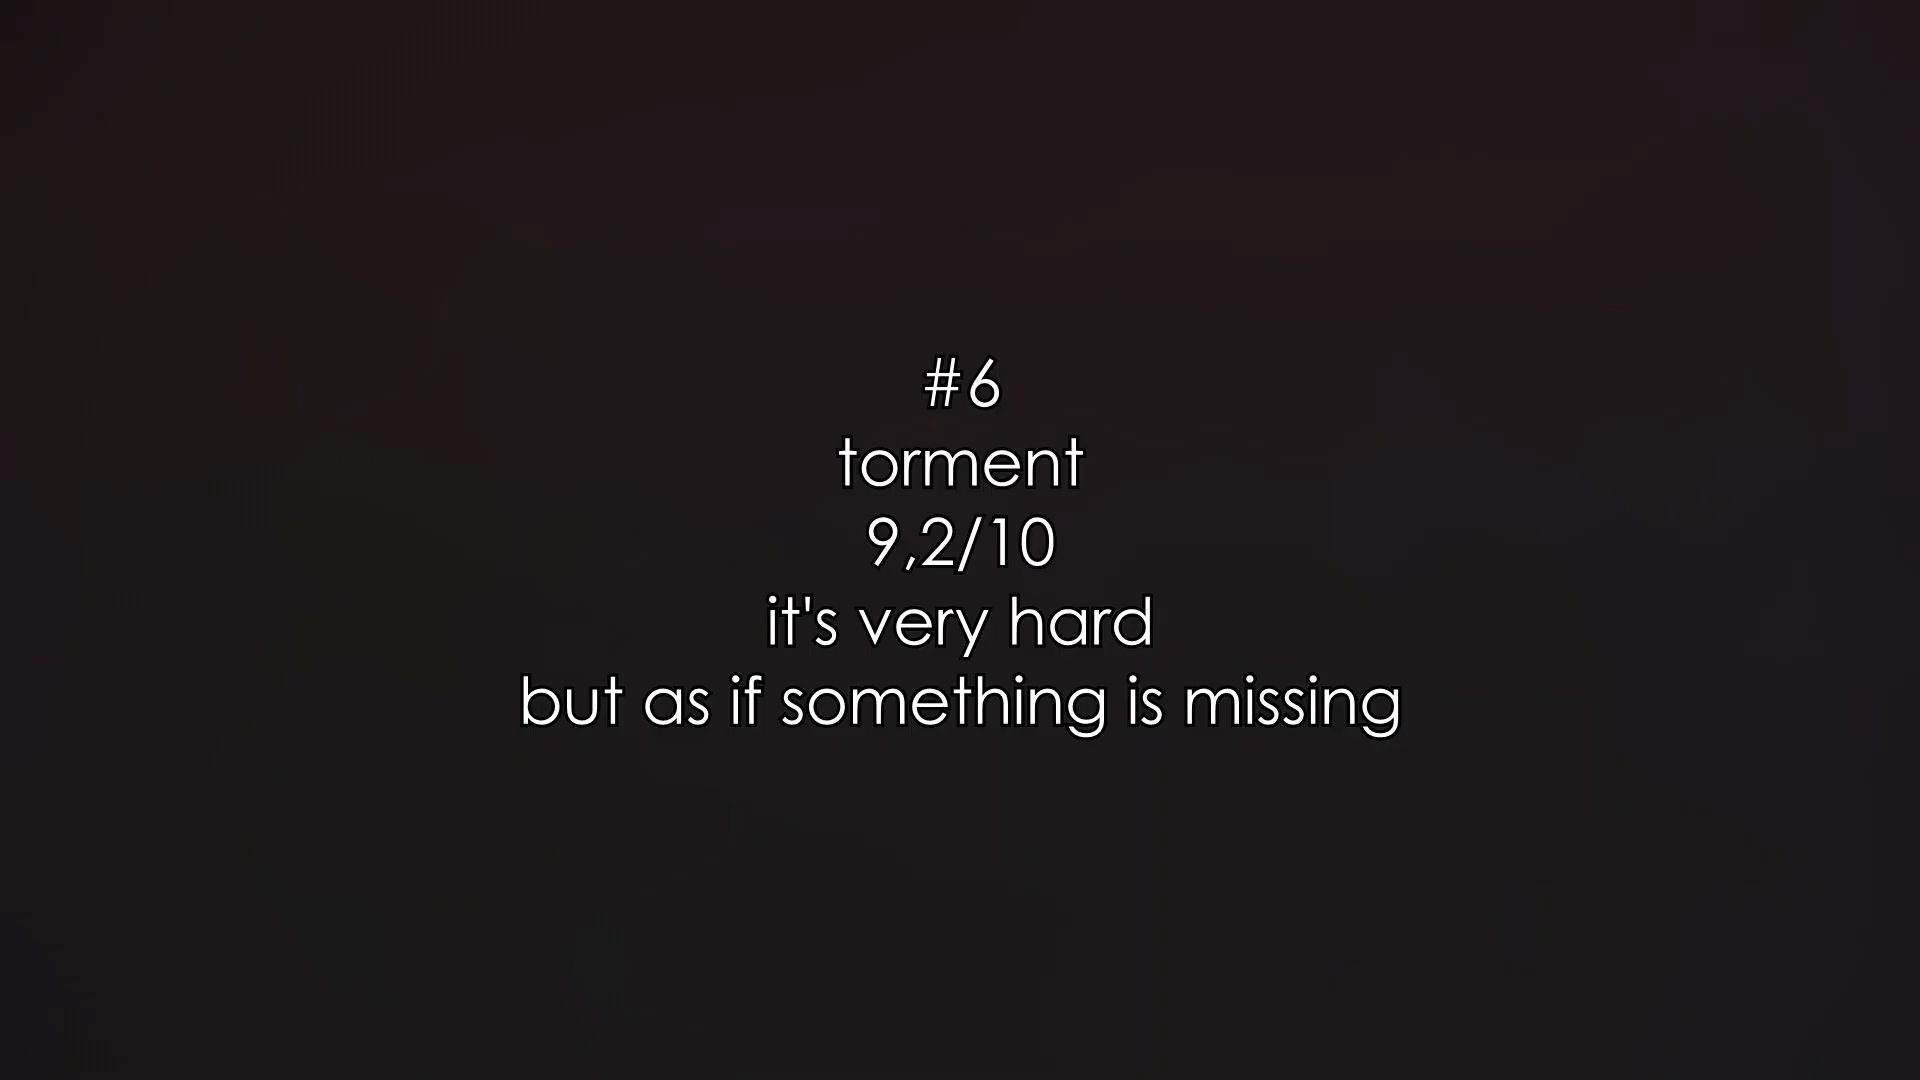 #6
torment
9,2/10
it's very hard
but as if something is missing